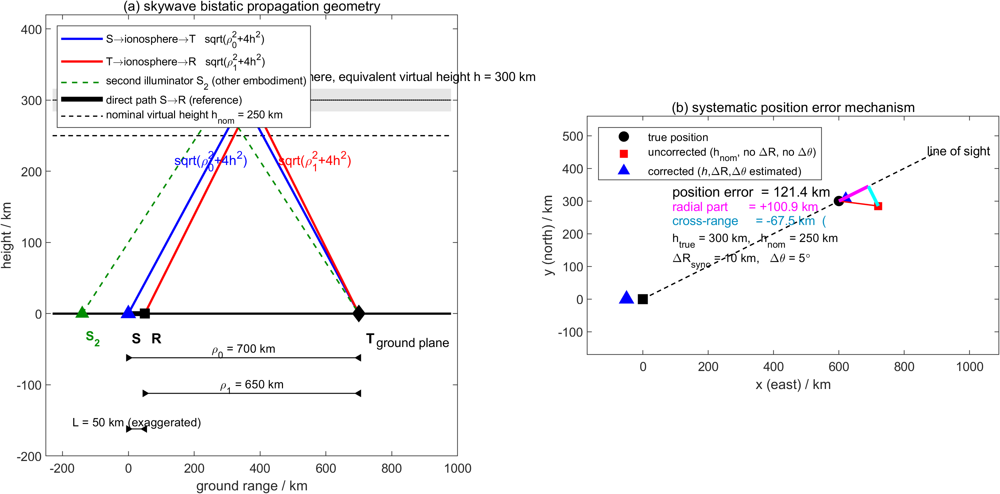 (a) skywave bistatic propagation geometry
400
300
200
100
0
-100
-200
height / km
S→ionosphere→T sqrt(ρ₀²+4h²)
T→ionosphere→R sqrt(ρ₁²+4h²)
second illuminator S₂ (other embodiment)
direct path S→R (reference)
nominal virtual height hnom = 250 km
here, equivalent virtual height h = 300 km
sqrt(ρ₀²+4h²)
sqrt(ρ₁²+4h²)
S₂
S
R
T
ground plane
ρ₀ = 700 km
ρ₁ = 650 km
L = 50 km (exaggerated)
-200 0 200 400 600 800 1000
ground range / km
(b) systematic position error mechanism
500
400
300
200
100
0
-100
y (north) / km
true position
uncorrected (hnom, no ΔR, no Δθ)
corrected (h,ΔR,Δθ estimated)
line of sight
position error = 121.4 km
radial part = +100.9 km
cross-range = -67.5 km (
htrue = 300 km, hnom = 250 km
ΔRsync = 10 km, Δθ = 5°
0 200 400 600 800 1000
x (east) / km